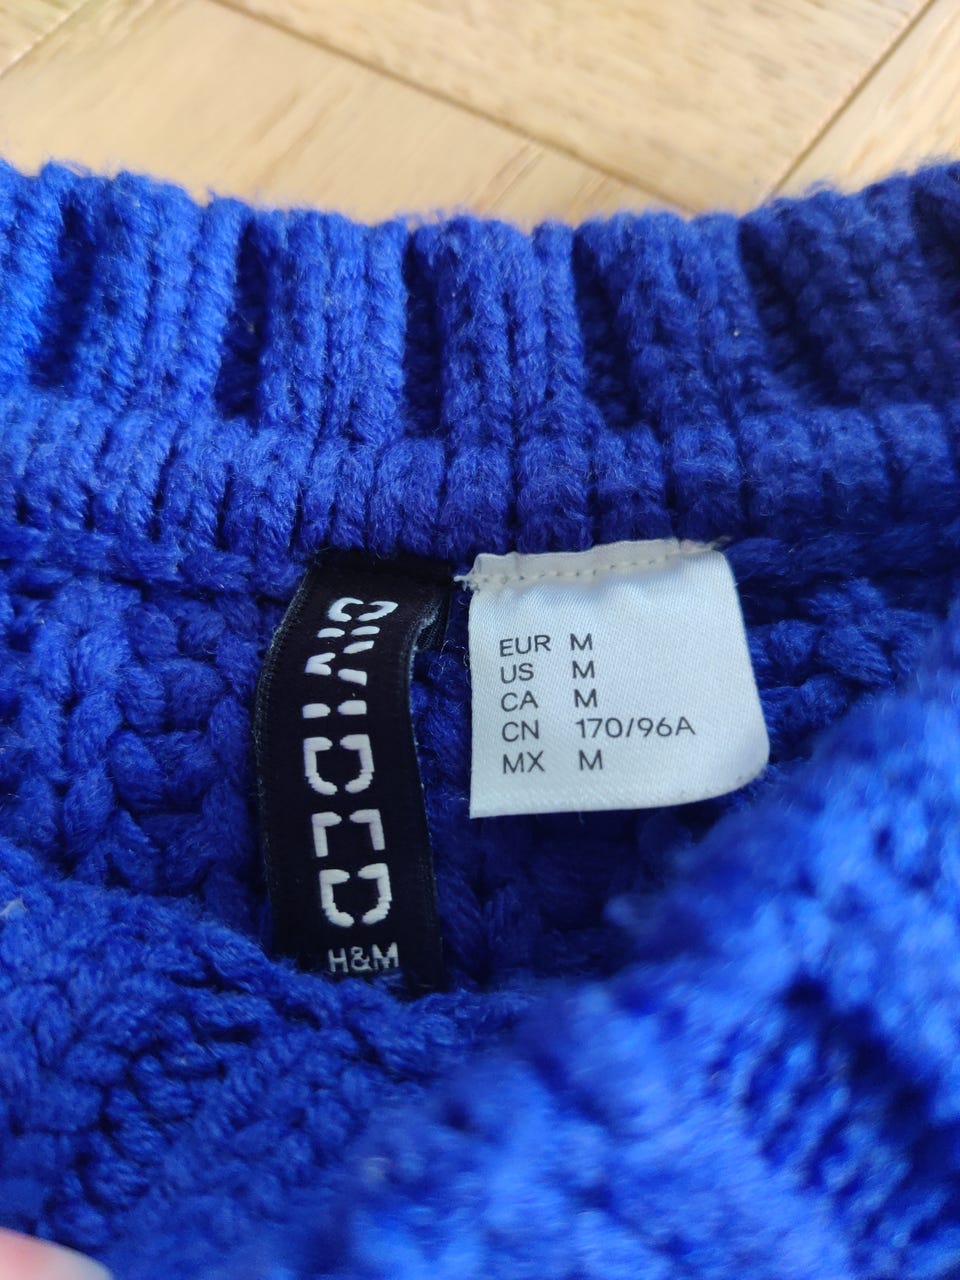 DIVIDED
H&M
EUR M
US M
CA M
CN 170/96A
MX M